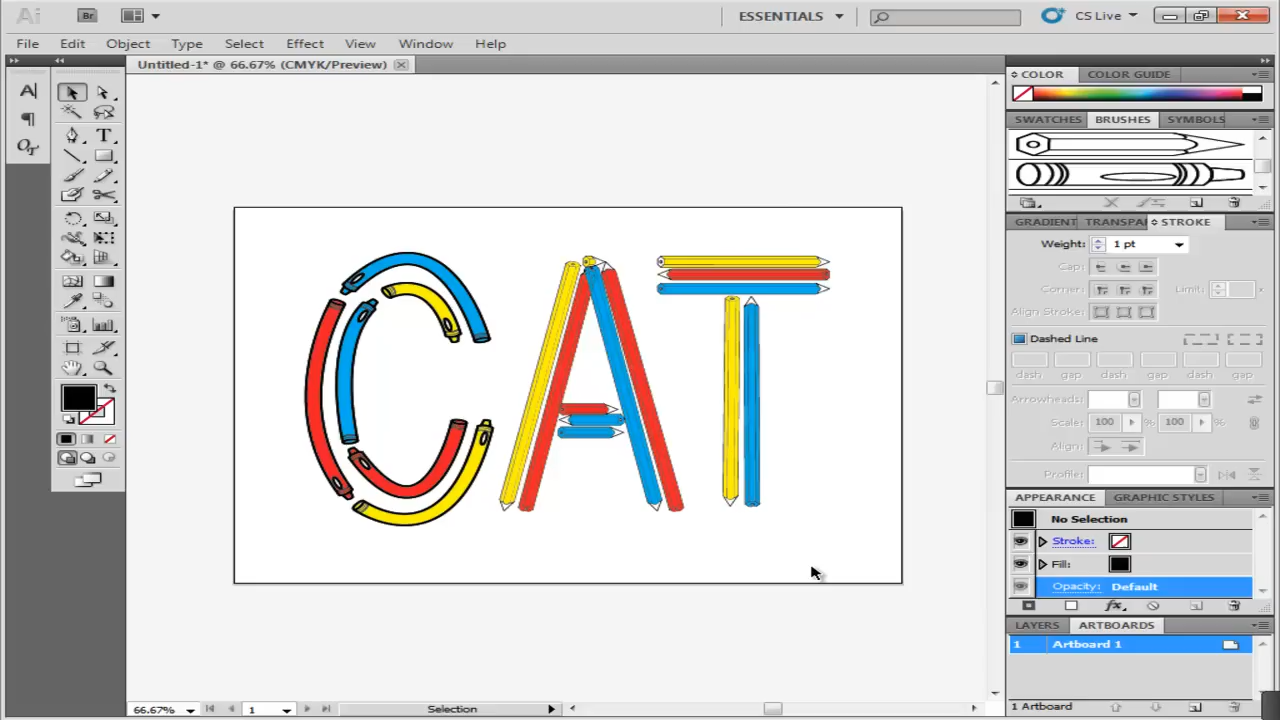 Ai Br ESSENTIALS CS Live
File Edit Object Type Select Effect View Window Help
Untitled-1* @ 66.67% (CMYK/Preview)
COLOR COLOR GUIDE
SWATCHES BRUSHES SYMBOLS
GRADIENT TRANSPA STROKE
Weight: 1 pt
Cap:
Corner: Limit:
Align Stroke:
Dashed Line
dash gap dash gap dash gap
Arrowheads:
Scale: 100 % 100 %
Align:
Profile:
CAT
APPEARANCE GRAPHIC STYLES
No Selection
Stroke:
Fill:
Opacity: Default
LAYERS ARTBOARDS
1 Artboard 1
1 Artboard
66.67% 1 Selection